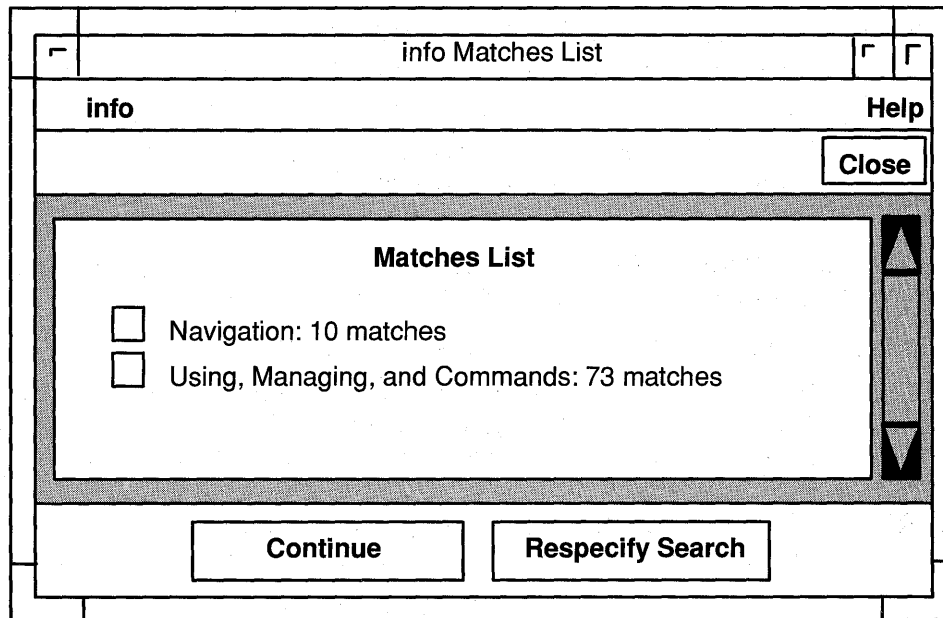 info Matches List
info Help
Close
Matches List
Navigation: 10 matches
Using, Managing, and Commands: 73 matches
Continue Respecify Search